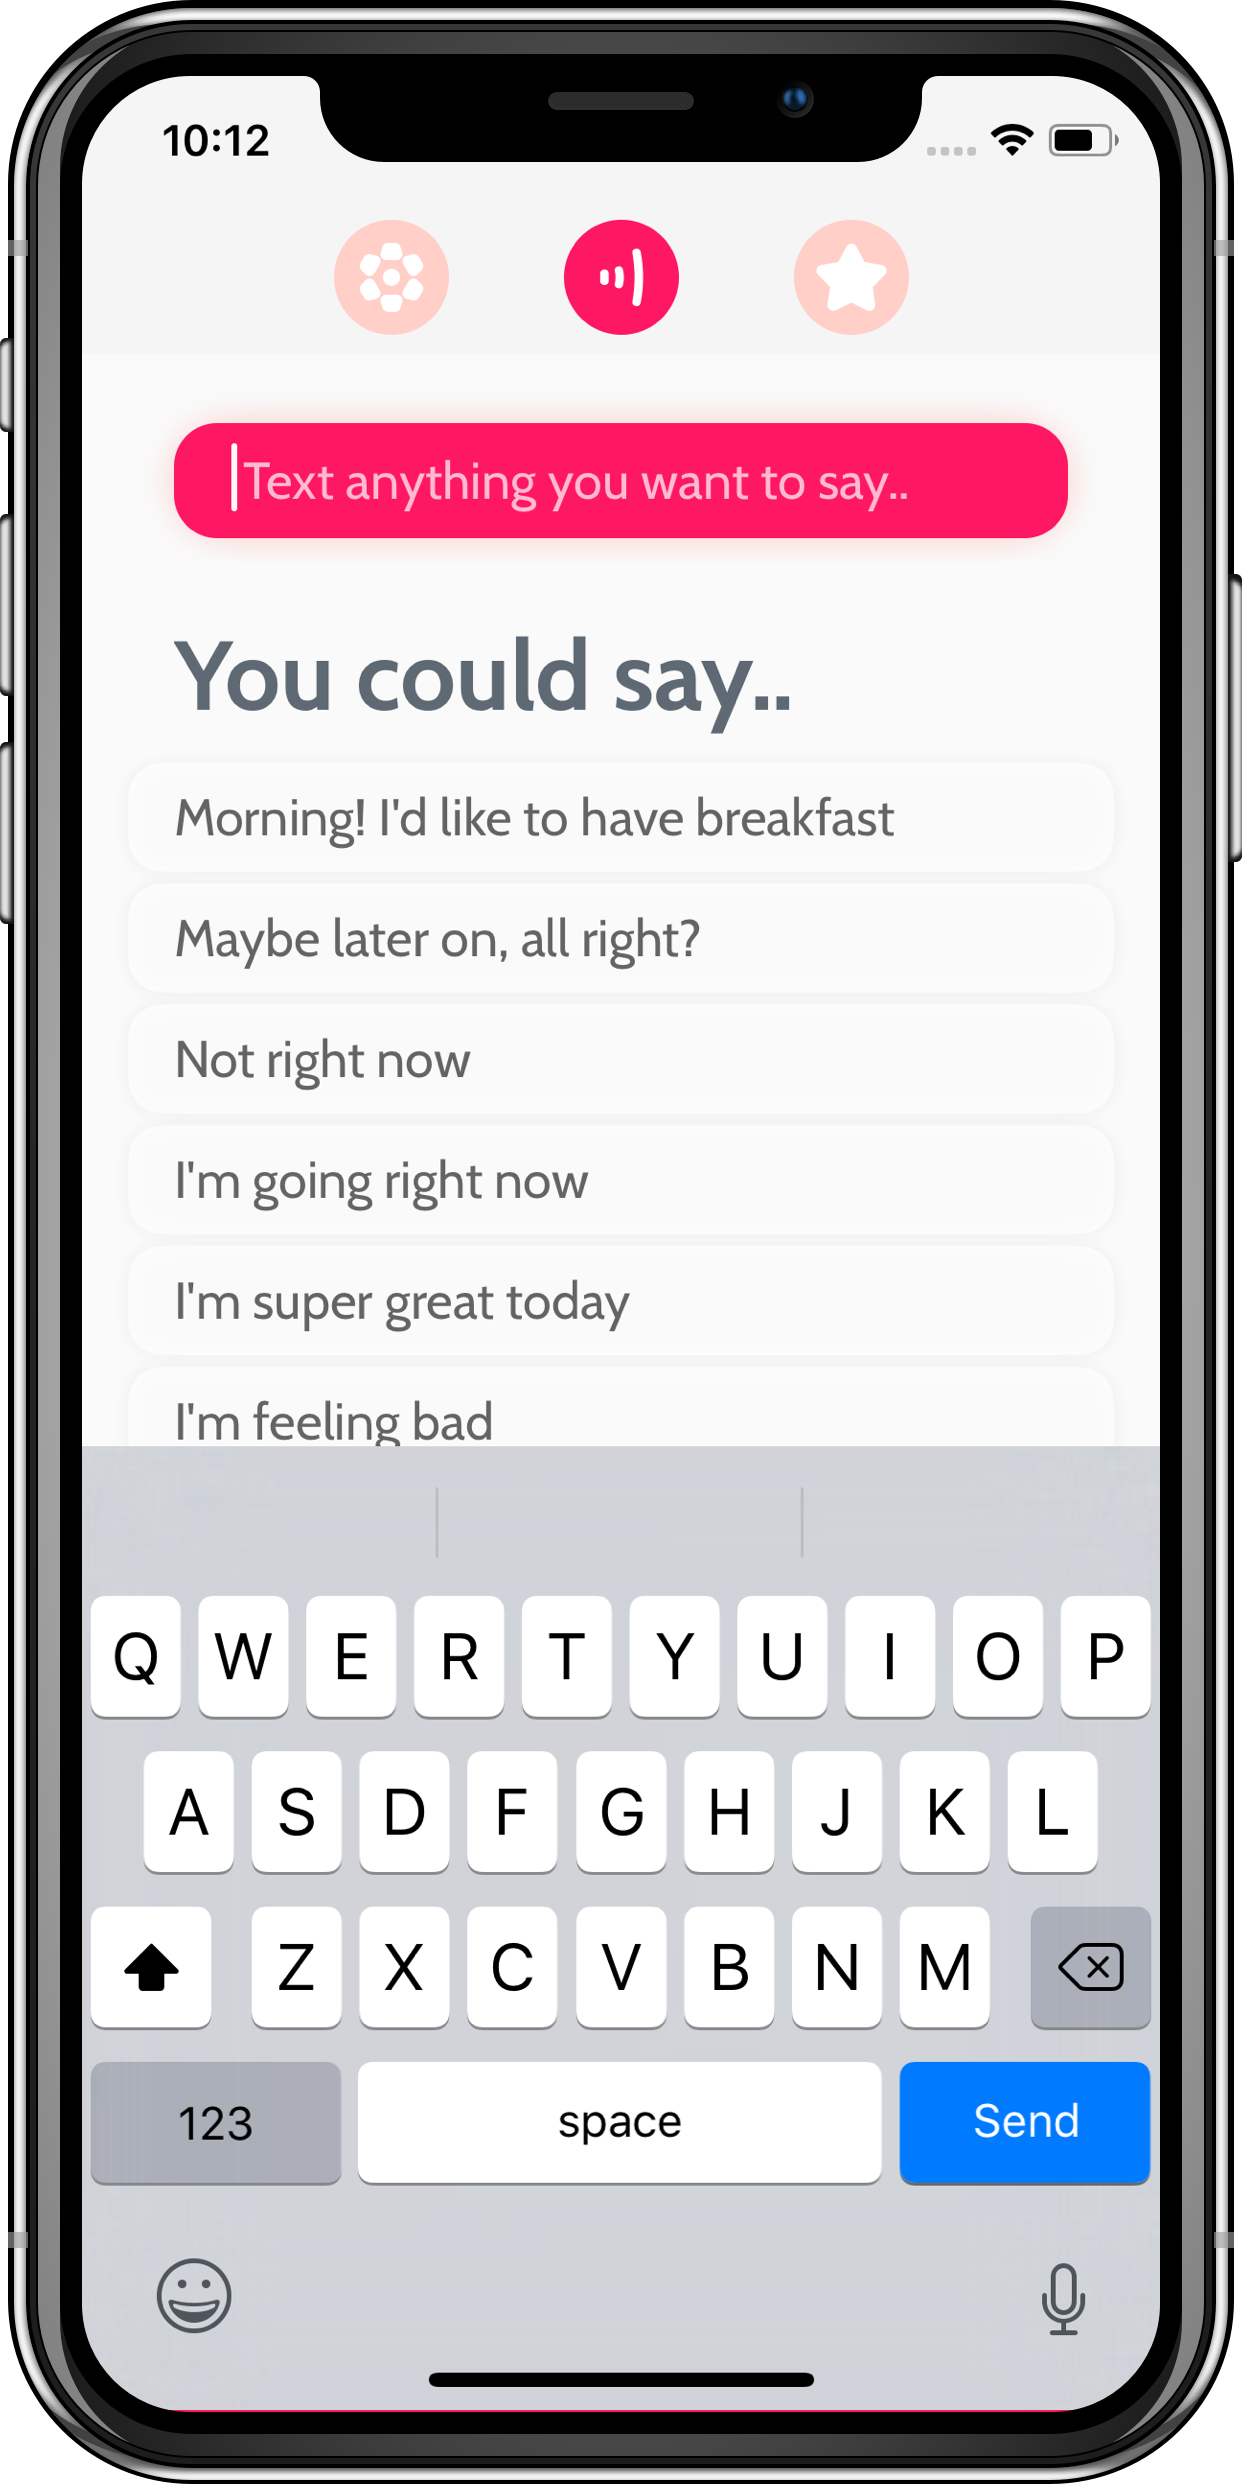 10:12
Text anything you want to say..
You could say..
Morning! I'd like to have breakfast
Maybe later on, all right?
Not right now
I'm going right now
I'm super great today
I'm feeling bad
Q W E R T Y U I O P
A S D F G H J K L
Z X C V B N M
123 space Send